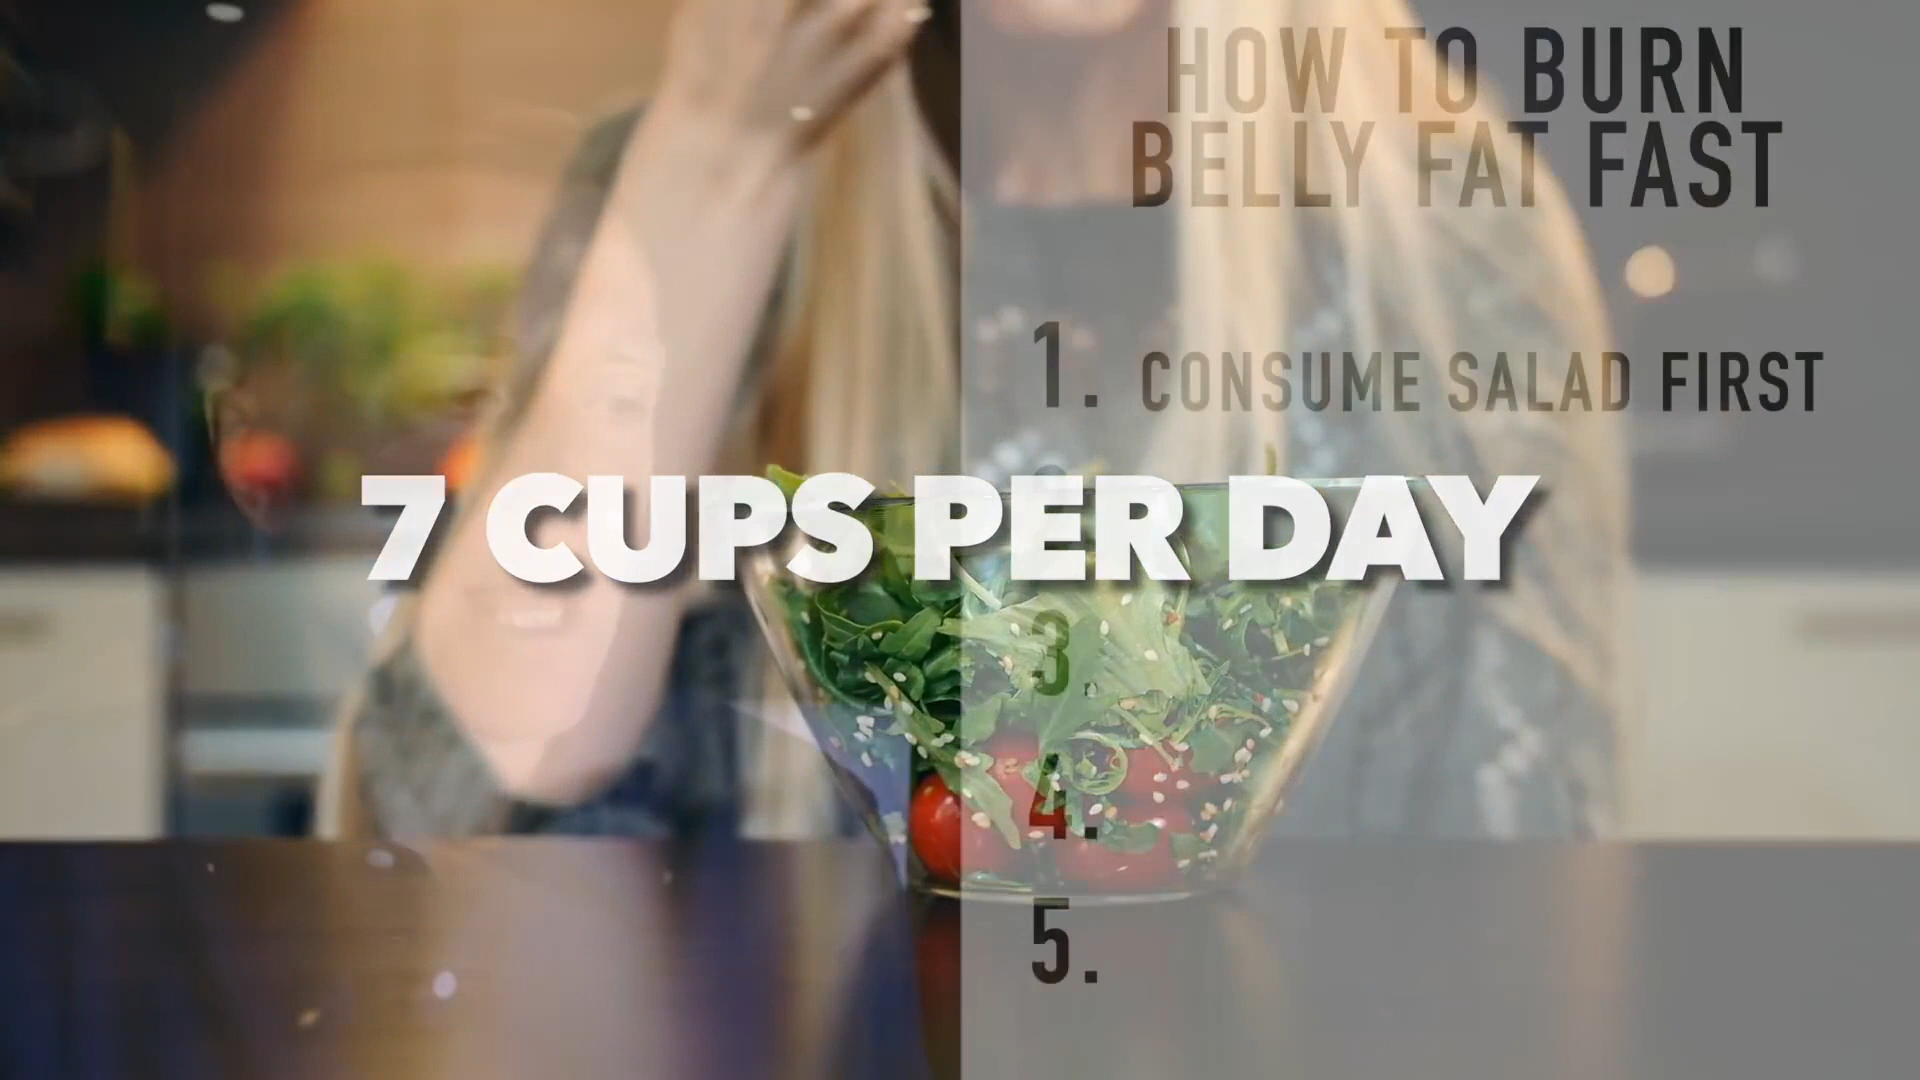 HOW TO BURN
BELLY FAT FAST
1. CONSUME SALAD FIRST
7 CUPS PER DAY
3.
4.
5.